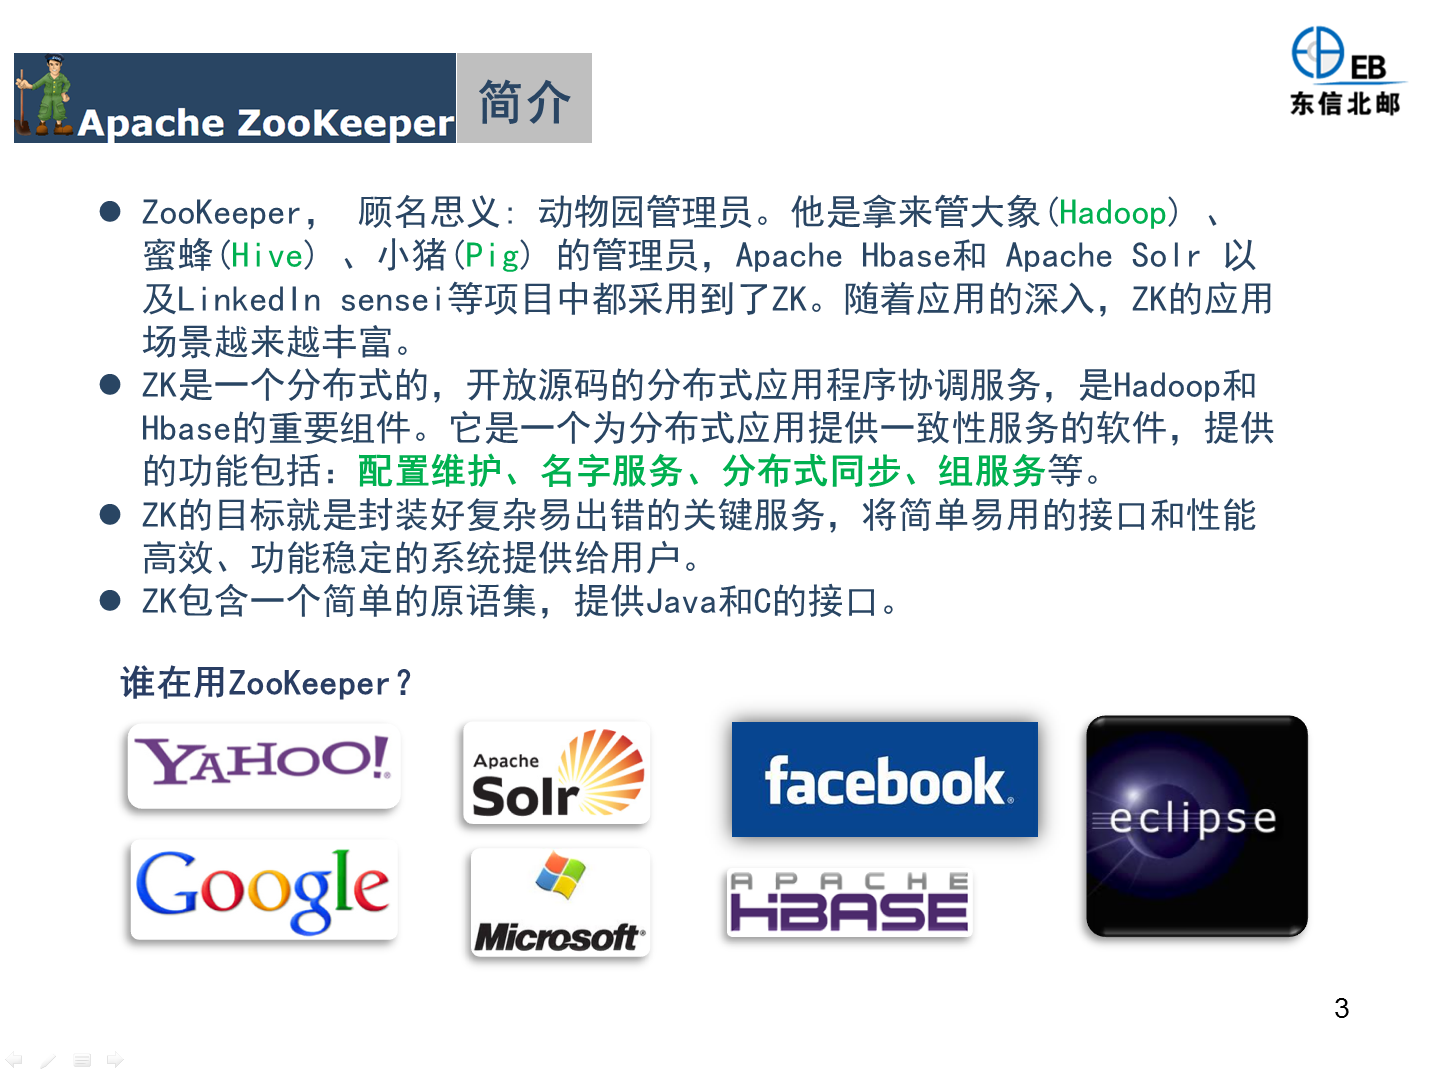 Apache ZooKeeper 简介
EB
东信北邮
ZooKeeper， 顾名思义: 动物园管理员。他是拿来管大象(Hadoop) 、
蜜蜂(Hive) 、小猪(Pig) 的管理员，Apache Hbase和 Apache Solr 以
及LinkedIn sensei等项目中都采用到了ZK。随着应用的深入，ZK的应用
场景越来越丰富。
ZK是一个分布式的，开放源码的分布式应用程序协调服务，是Hadoop和
Hbase的重要组件。它是一个为分布式应用提供一致性服务的软件，提供
的功能包括：配置维护、名字服务、分布式同步、组服务等。
ZK的目标就是封装好复杂易出错的关键服务，将简单易用的接口和性能
高效、功能稳定的系统提供给用户。
ZK包含一个简单的原语集，提供Java和C的接口。
谁在用ZooKeeper？
YAHOO!®
Apache
Solr
facebook®
eclipse
Google
Microsoft®
APACHE
HBASE
3